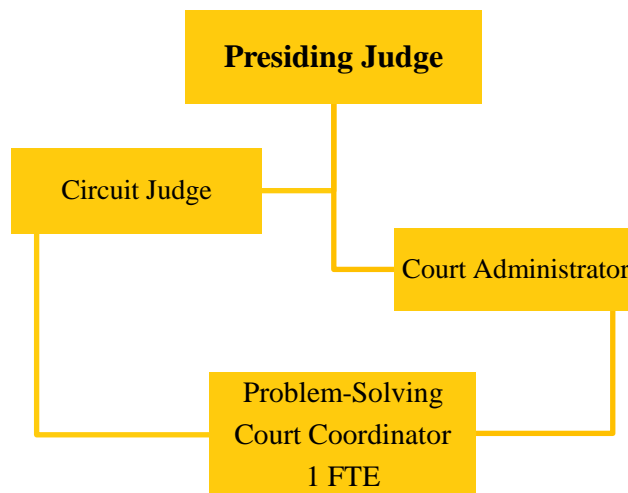 Presiding Judge
Circuit Judge
Court Administrator
Problem-Solving
Court Coordinator
1 FTE